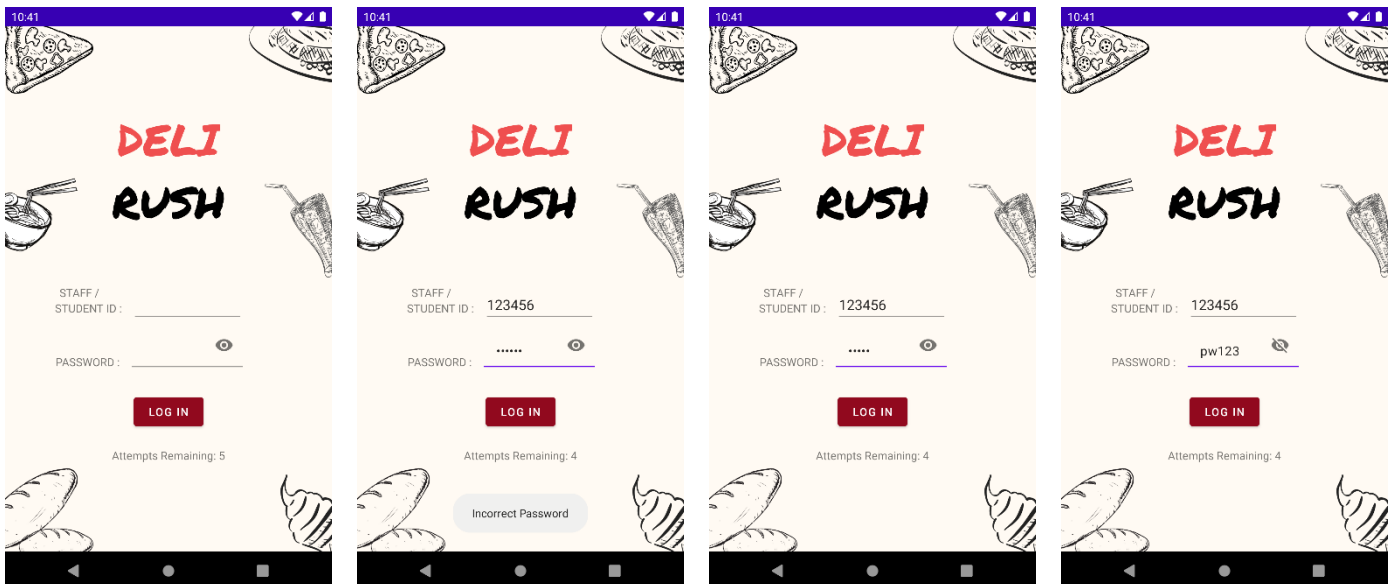 10:41
DELI
RUSH
STAFF /
STUDENT ID :
PASSWORD :
LOG IN
Attempts Remaining: 5
10:41
DELI
RUSH
STAFF /
STUDENT ID : 123456
PASSWORD : ••••••
LOG IN
Attempts Remaining: 4
Incorrect Password
10:41
DELI
RUSH
STAFF /
STUDENT ID : 123456
PASSWORD : •••••
LOG IN
Attempts Remaining: 4
10:41
DELI
RUSH
STAFF /
STUDENT ID : 123456
PASSWORD : pw123
LOG IN
Attempts Remaining: 4